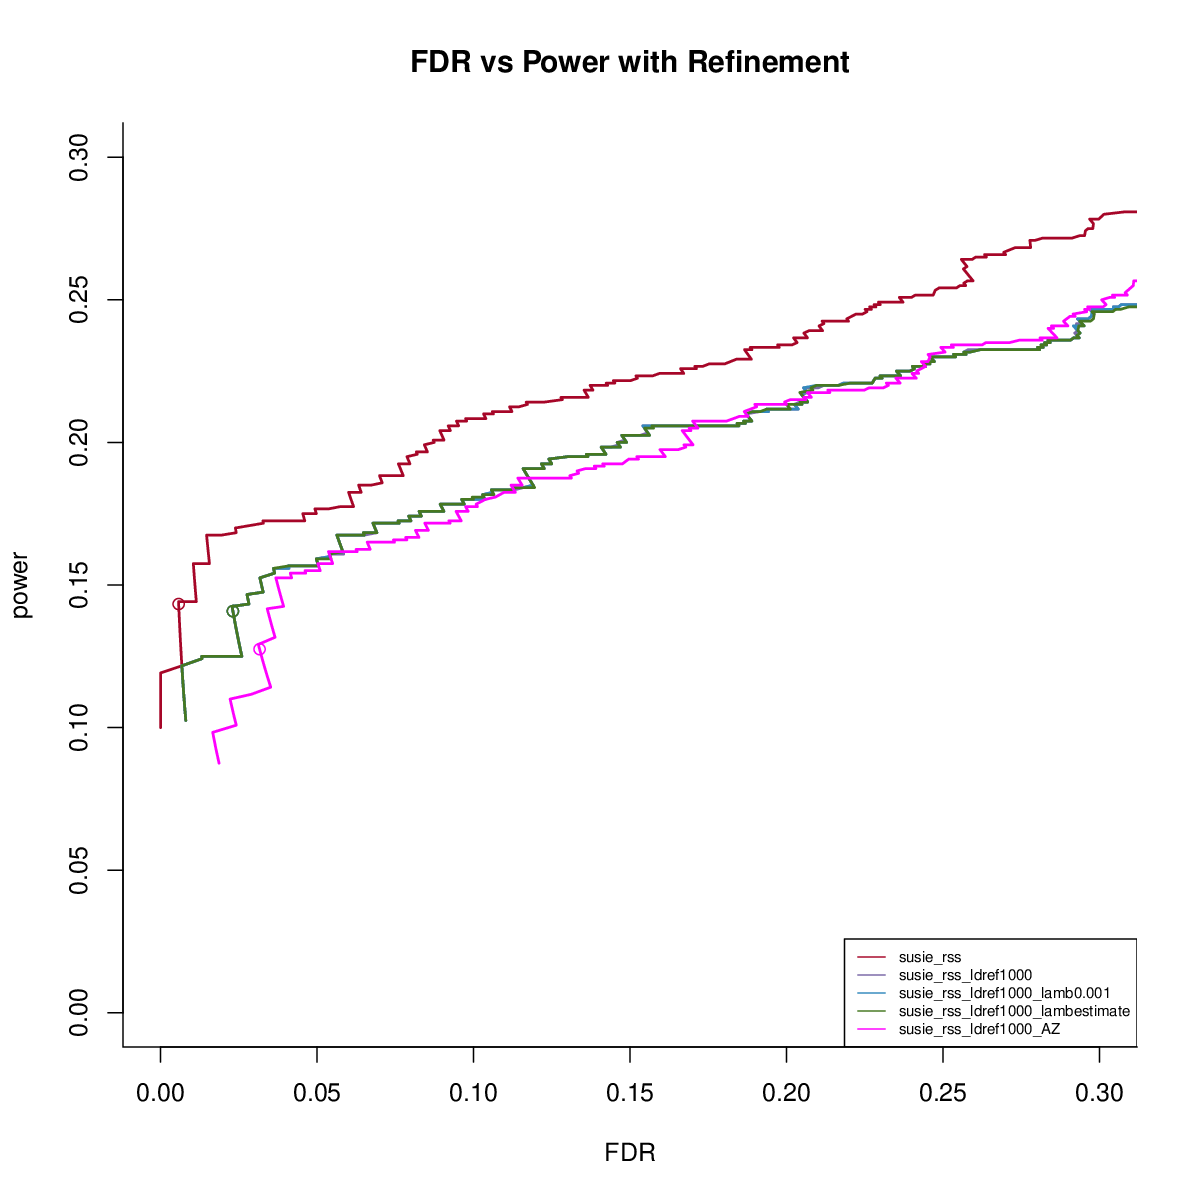 FDR vs Power with Refinement
power
0.30
0.25
0.20
0.15
0.10
0.05
0.00
susie_rss
susie_rss_ldref1000
susie_rss_ldref1000_lamb0.001
susie_rss_ldref1000_lambestimate
susie_rss_ldref1000_AZ
0.00 0.05 0.10 0.15 0.20 0.25 0.30
FDR